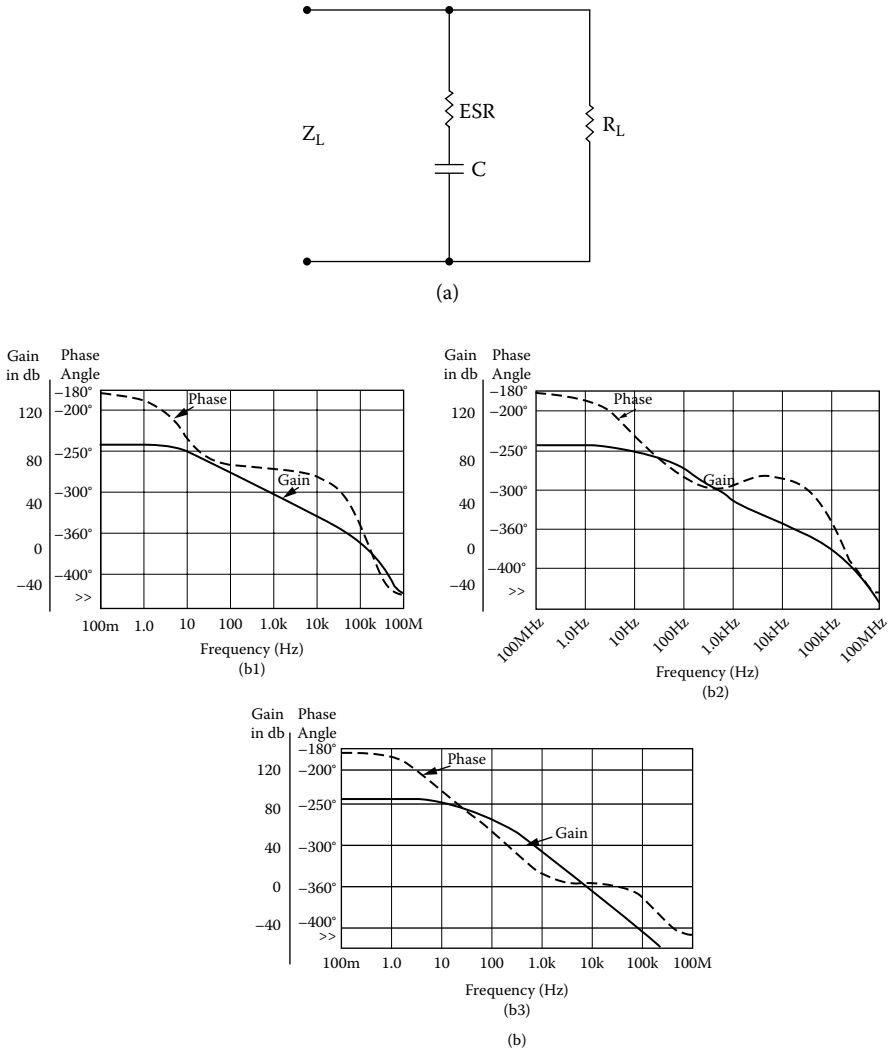 Z_L
ESR
C
R_L
(a)
Gain in db
Phase Angle
120
80
40
0
−40
−180°
−200°
−250°
−300°
−360°
−400°
>>
Phase
Gain
100m 1.0 10 100 1.0k 10k 100k 100M
Frequency (Hz)
(b1)
Gain in db
Phase Angle
120
80
40
0
−40
−180°
−200°
−250°
−300°
−360°
−400°
>>
Phase
Gain
100MHz 1.0Hz 10Hz 100Hz 1.0kHz 10kHz 100kHz 100MHz
Frequency (Hz)
(b2)
Gain in db
Phase Angle
120
80
40
0
−40
−180°
−200°
−250°
−300°
−360°
−400°
>>
Phase
Gain
100m 1.0 10 100 1.0k 10k 100k 100M
Frequency (Hz)
(b3)
(b)